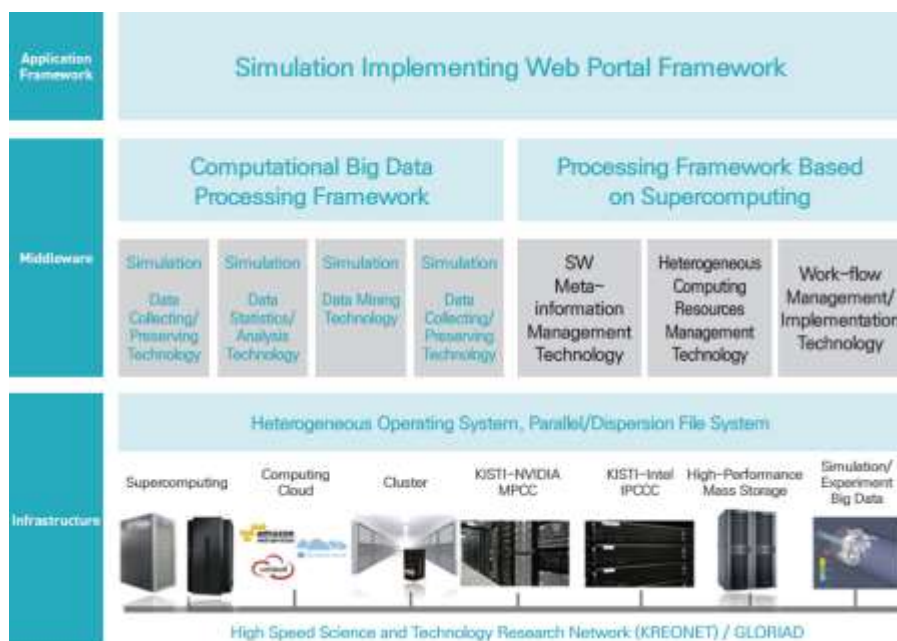 Application
Framework
Simulation Implementing Web Portal Framework
Middleware
Computational Big Data
Processing Framework
Processing Framework Based
on Supercomputing
Simulation
Data
Collecting/
Preserving
Technology
Simulation
Data
Statistics/
Analysis
Technology
Simulation
Data Mining
Technology
Simulation
Data
Collecting/
Preserving
Technology
SW
Meta-
information
Management
Technology
Heterogeneous
Computing
Resources
Management
Technology
Work-flow
Management/
Implementation
Technology
Infrastructure
Heterogeneous Operating System, Parallel/Dispersion File System
Supercomputing
Computing
Cloud
Cluster
KISTI-NVIDIA
MPCC
KISTI-Intel
IPCCC
High-Performance
Mass Storage
Simulation/
Experiment
Big Data
amazon
High Speed Science and Technology Research Network (KREONET) / GLORIAD